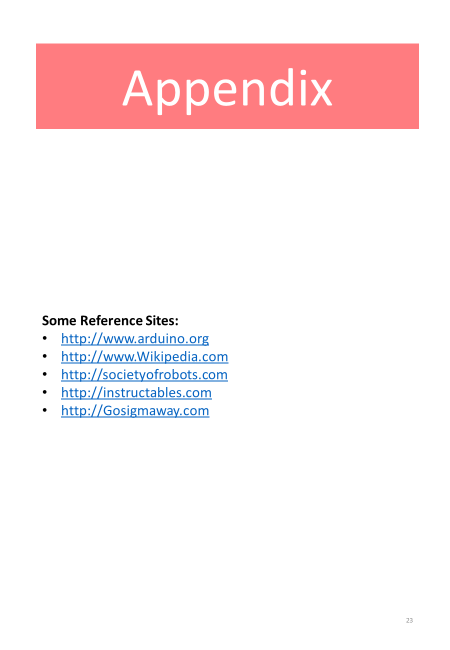 Appendix
Some Reference Sites:
• http://www.arduino.org
• http://www.Wikipedia.com
• http://societyofrobots.com
• http://instructables.com
• http://Gosigmaway.com
23